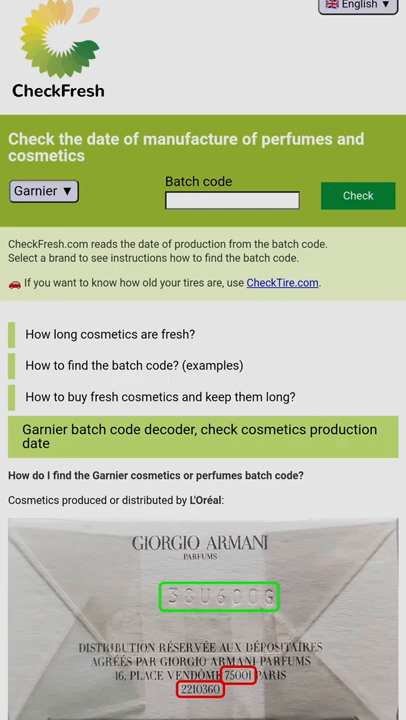 🇬🇧 English ▼
CheckFresh
Check the date of manufacture of perfumes and
cosmetics
Garnier ▼
Batch code
Check
CheckFresh.com reads the date of production from the batch code.
Select a brand to see instructions how to find the batch code.
🚗 If you want to know how old your tires are, use CheckTire.com.
How long cosmetics are fresh?
How to find the batch code? (examples)
How to buy fresh cosmetics and keep them long?
Garnier batch code decoder, check cosmetics production
date
How do I find the Garnier cosmetics or perfumes batch code?
Cosmetics produced or distributed by L'Oréal:
GIORGIO ARMANI
PARFUMS
38U600G
DISTRIBUTION RÉSERVÉE AUX DÉPOSITAIRES
AGRÉÉS PAR GIORGIO ARMANI PARFUMS
16, PLACE VENDÔME 75001 PARIS
2210360